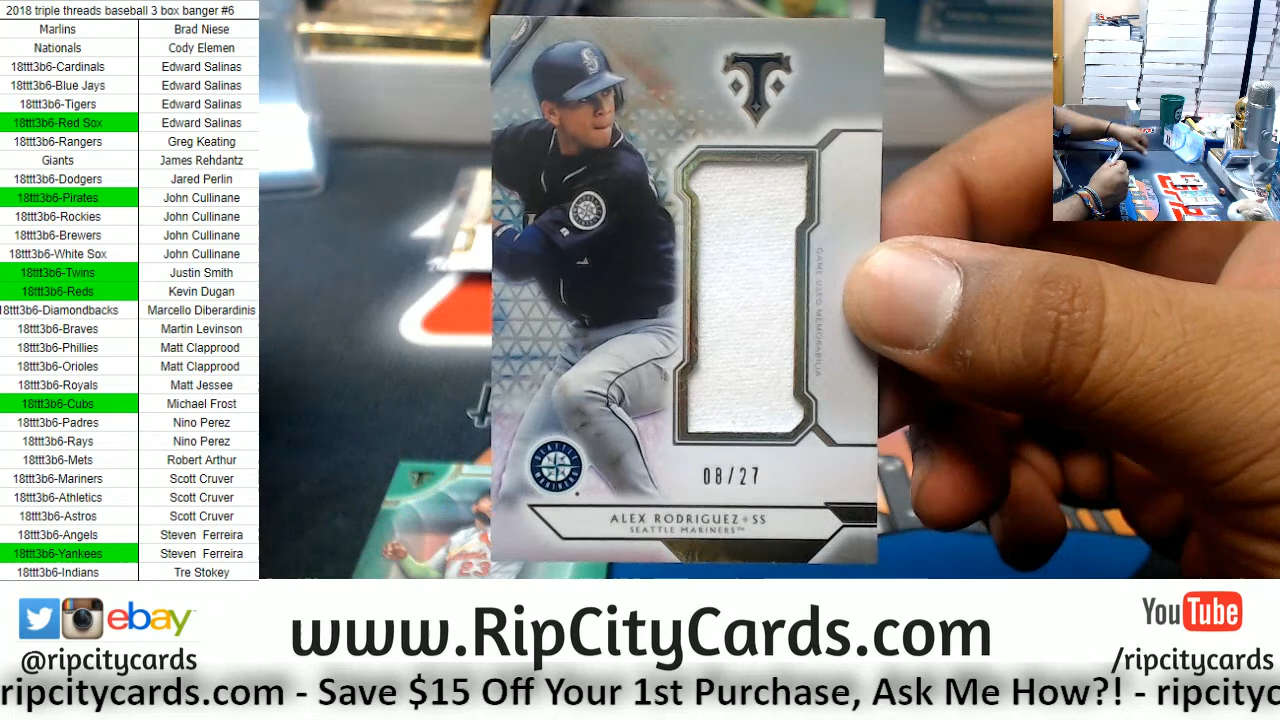 2018 triple threads baseball 3 box banger #6
Marlins Brad Niese
Nationals Cody Elemen
18ttt3b6-Cardinals Edward Salinas
18ttt3b6-Blue Jays Edward Salinas
18ttt3b6-Tigers Edward Salinas
18ttt3b6-Red Sox Edward Salinas
18ttt3b6-Rangers Greg Keating
Giants James Rehdantz
18ttt3b6-Dodgers Jared Perlin
18ttt3b6-Pirates John Cullinane
18ttt3b6-Rockies John Cullinane
18ttt3b6-Brewers John Cullinane
18ttt3b6-White Sox John Cullinane
18ttt3b6-Twins Justin Smith
18ttt3b6-Reds Kevin Dugan
18ttt3b6-Diamondbacks Marcello Diberardinis
18ttt3b6-Braves Martin Levinson
18ttt3b6-Phillies Matt Clapprood
18ttt3b6-Orioles Matt Clapprood
18ttt3b6-Royals Matt Jessee
18ttt3b6-Cubs Michael Frost
18ttt3b6-Padres Nino Perez
18ttt3b6-Rays Nino Perez
18ttt3b6-Mets Robert Arthur
18ttt3b6-Mariners Scott Cruver
18ttt3b6-Athletics Scott Cruver
18ttt3b6-Astros Scott Cruver
18ttt3b6-Angels Steven Ferreira
18ttt3b6-Yankees Steven Ferreira
18ttt3b6-Indians Tre Stokey
T
GAME-USED MEMORABILIA
SEATTLE MARINERS
08/27
ALEX RODRIGUEZ • SS
SEATTLE MARINERS™
23
ebay
@ripcitycards
www.RipCityCards.com
YouTube
/ripcitycards
ripcitycards.com - Save $15 Off Your 1st Purchase, Ask Me How?! - ripcityc